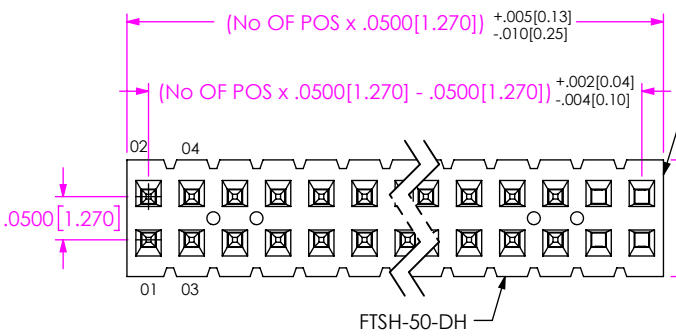 (No OF POS x .0500[1.270]) +.005[0.13]
-.010[0.25]
(No OF POS x .0500[1.270] - .0500[1.270]) +.002[0.04]
-.004[0.10]
02 04
.0500[1.270]
01 03
FTSH-50-DH